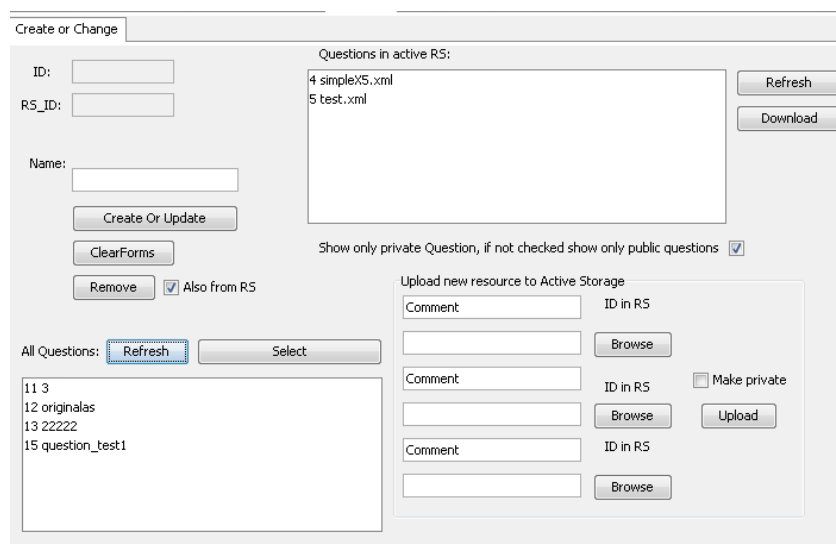 Create or Change
Questions in active RS:
ID:
4 simpleX5.xml
Refresh
5 test.xml
RS_ID:
Download
Name:
Create Or Update
Show only private Question, if not checked show only public questions
ClearForms
Remove
Also from RS
Upload new resource to Active Storage
Comment
ID in RS
Browse
Comment
ID in RS
Make private
Browse
Upload
Comment
ID in RS
Browse
All Questions:
Refresh
Select
11 3
12 originalas
13 22222
15 question_test1